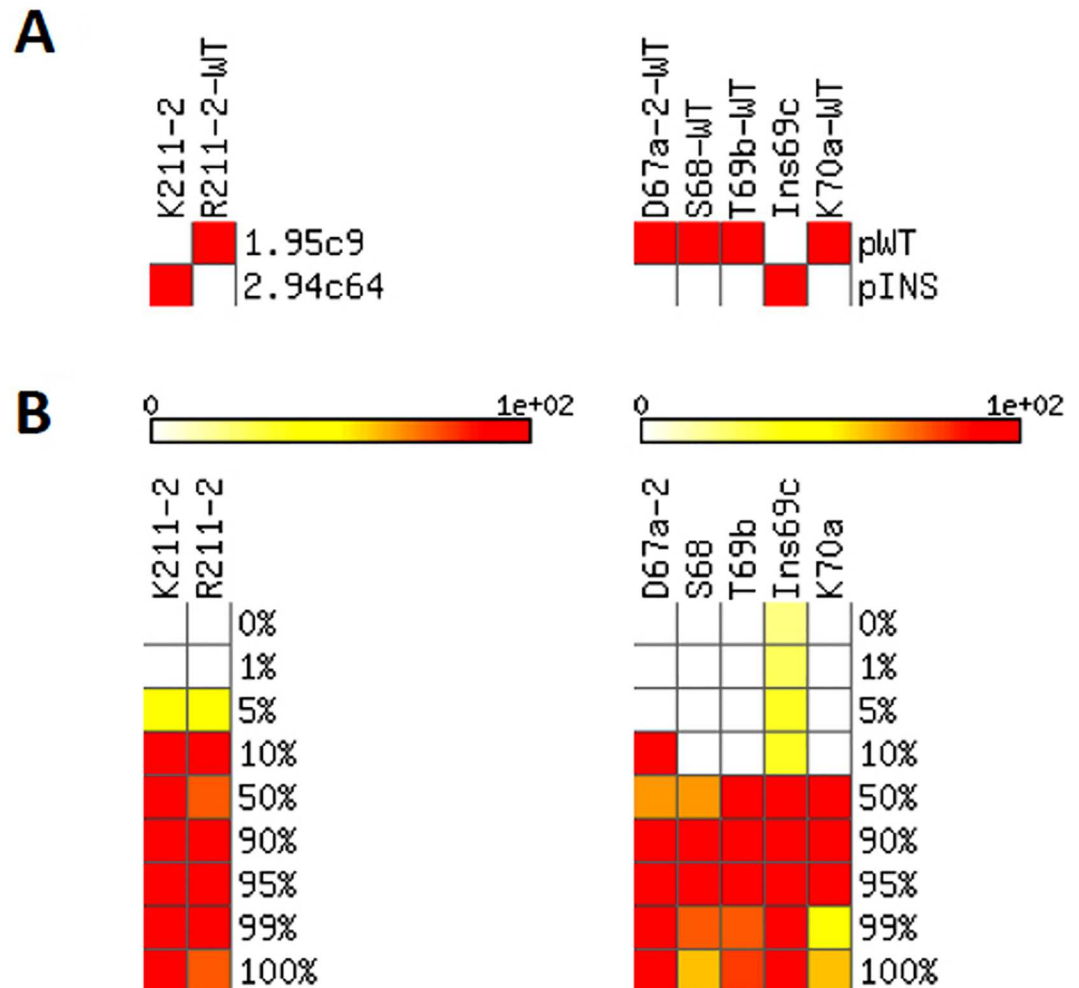 A
K211-2
R211-2-WT
1.95c9
2.94c64
D67a-2-WT
S68-WT
T69b-WT
Ins69c
K70a-WT
pWT
pINS
B
0 1e+02
K211-2
R211-2
0%
1%
5%
10%
50%
90%
95%
99%
100%
0 1e+02
D67a-2
S68
T69b
Ins69c
K70a
0%
1%
5%
10%
50%
90%
95%
99%
100%